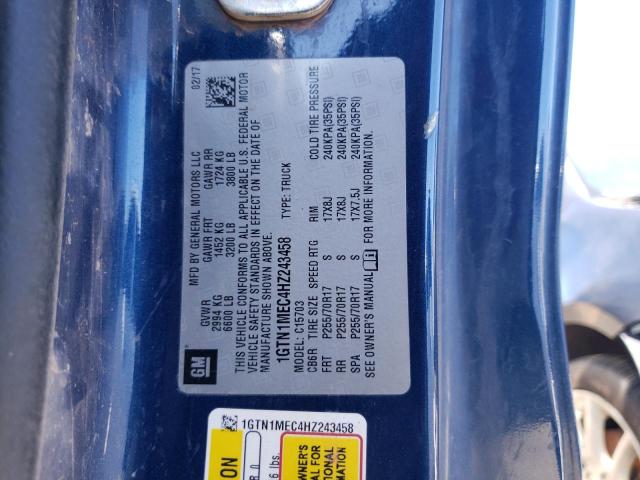 GM
MFD BY GENERAL MOTORS LLC
02/17
GVWR GAWR FRT GAWR RR
2994 KG 1452 KG 1724 KG
6600 LB 3200 LB 3800 LB
THIS VEHICLE CONFORMS TO ALL APPLICABLE U.S. FEDERAL MOTOR
VEHICLE SAFETY STANDARDS IN EFFECT ON THE DATE OF
MANUFACTURE SHOWN ABOVE.
1GTN1MEC4HZ243458 TYPE: TRUCK
MODEL: C15703
CB6R TIRE SIZE SPEED RTG RIM COLD TIRE PRESSURE
FRT P255/70R17 S 17X8J 240KPA(35PSI)
RR P255/70R17 S 17X8J 240KPA(35PSI)
SPA P255/70R17 S 17X7.5J 240KPA(35PSI)
SEE OWNER'S MANUAL FOR MORE INFORMATION.
1GTN1MEC4HZ243458
ON
OWNER'S